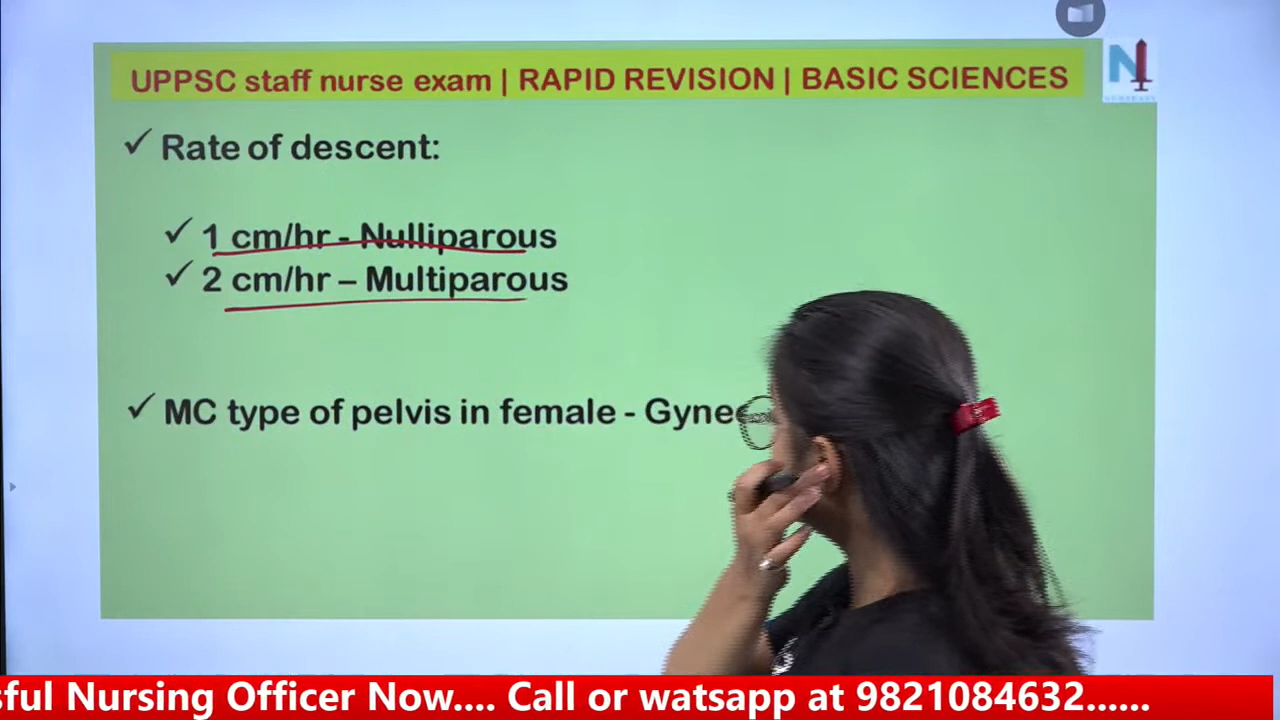 UPPSC staff nurse exam | RAPID REVISION | BASIC SCIENCES
✓ Rate of descent:
✓ 1 cm/hr - Nulliparous
✓ 2 cm/hr – Multiparous
✓ MC type of pelvis in female - Gyne
sful Nursing Officer Now.... Call or watsapp at 9821084632......